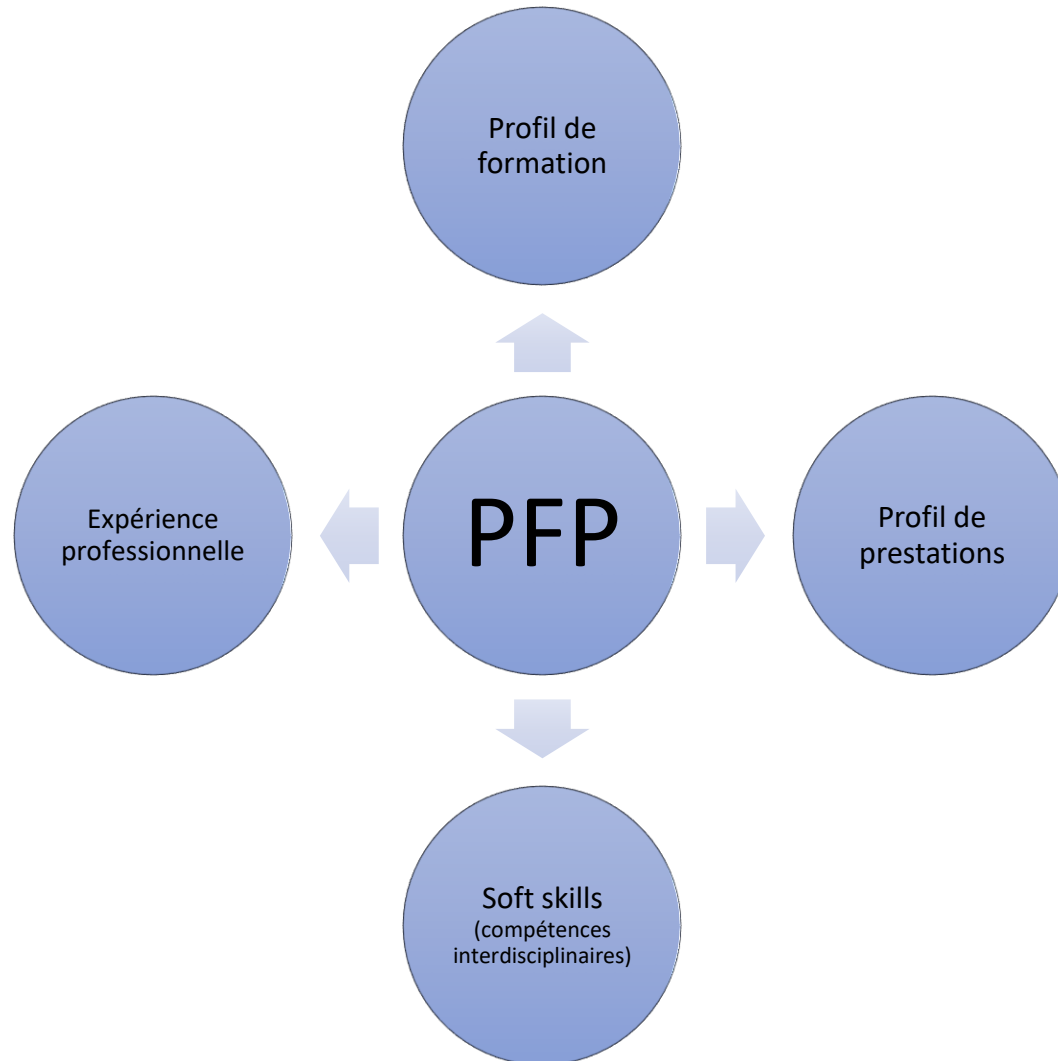 Profil de
formation
Expérience
professionnelle
PFP
Profil de
prestations
Soft skills
(compétences
interdisciplinaires)